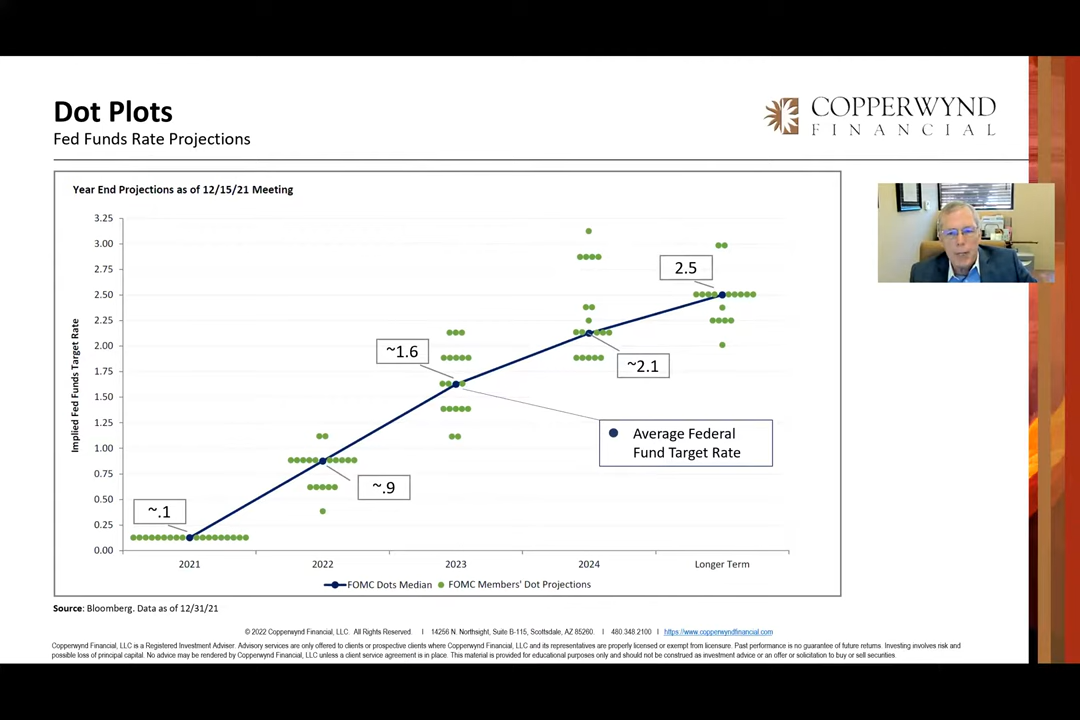 Dot Plots
Fed Funds Rate Projections
COPPERWYND
FINANCIAL
Year End Projections as of 12/15/21 Meeting
Implied Fed Funds Target Rate
3.25
3.00
2.75
2.50
2.25
2.00
1.75
1.50
1.25
1.00
0.75
0.50
0.25
0.00
~.1
~.9
~1.6
~2.1
2.5
Average Federal
Fund Target Rate
2021
2022
2023
2024
Longer Term
FOMC Dots Median
FOMC Members' Dot Projections
Source: Bloomberg. Data as of 12/31/21
© 2022 Copperwynd Financial, LLC. All Rights Reserved. I 14256 N. Northsight, Suite B-115, Scottsdale, AZ 85260. I 480.348.2100 I https://www.copperwyndfinancial.com
Copperwynd Financial, LLC is a Registered Investment Adviser. Advisory services are only offered to clients or prospective clients where Copperwynd Financial, LLC and its representatives are properly licensed or exempt from licensure. Past performance is no guarantee of future returns. Investing involves risk and
possible loss of principal capital. No advice may be rendered by Copperwynd Financial, LLC unless a client service agreement is in place. This material is provided for educational purposes only and should not be construed as investment advice or an offer or solicitation to buy or sell securities.